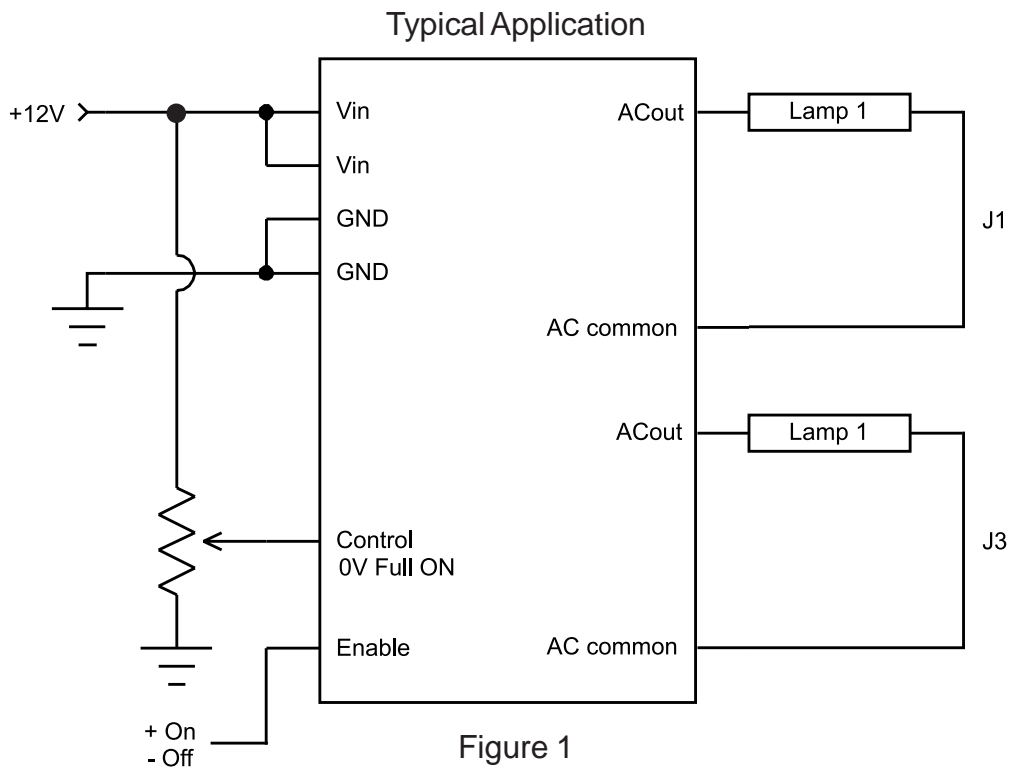 Typical Application
+12V
Vin
Vin
GND
GND
Control
0V Full ON
Enable
+ On
- Off
ACout
Lamp 1
J1
AC common
ACout
Lamp 1
J3
AC common
Figure 1